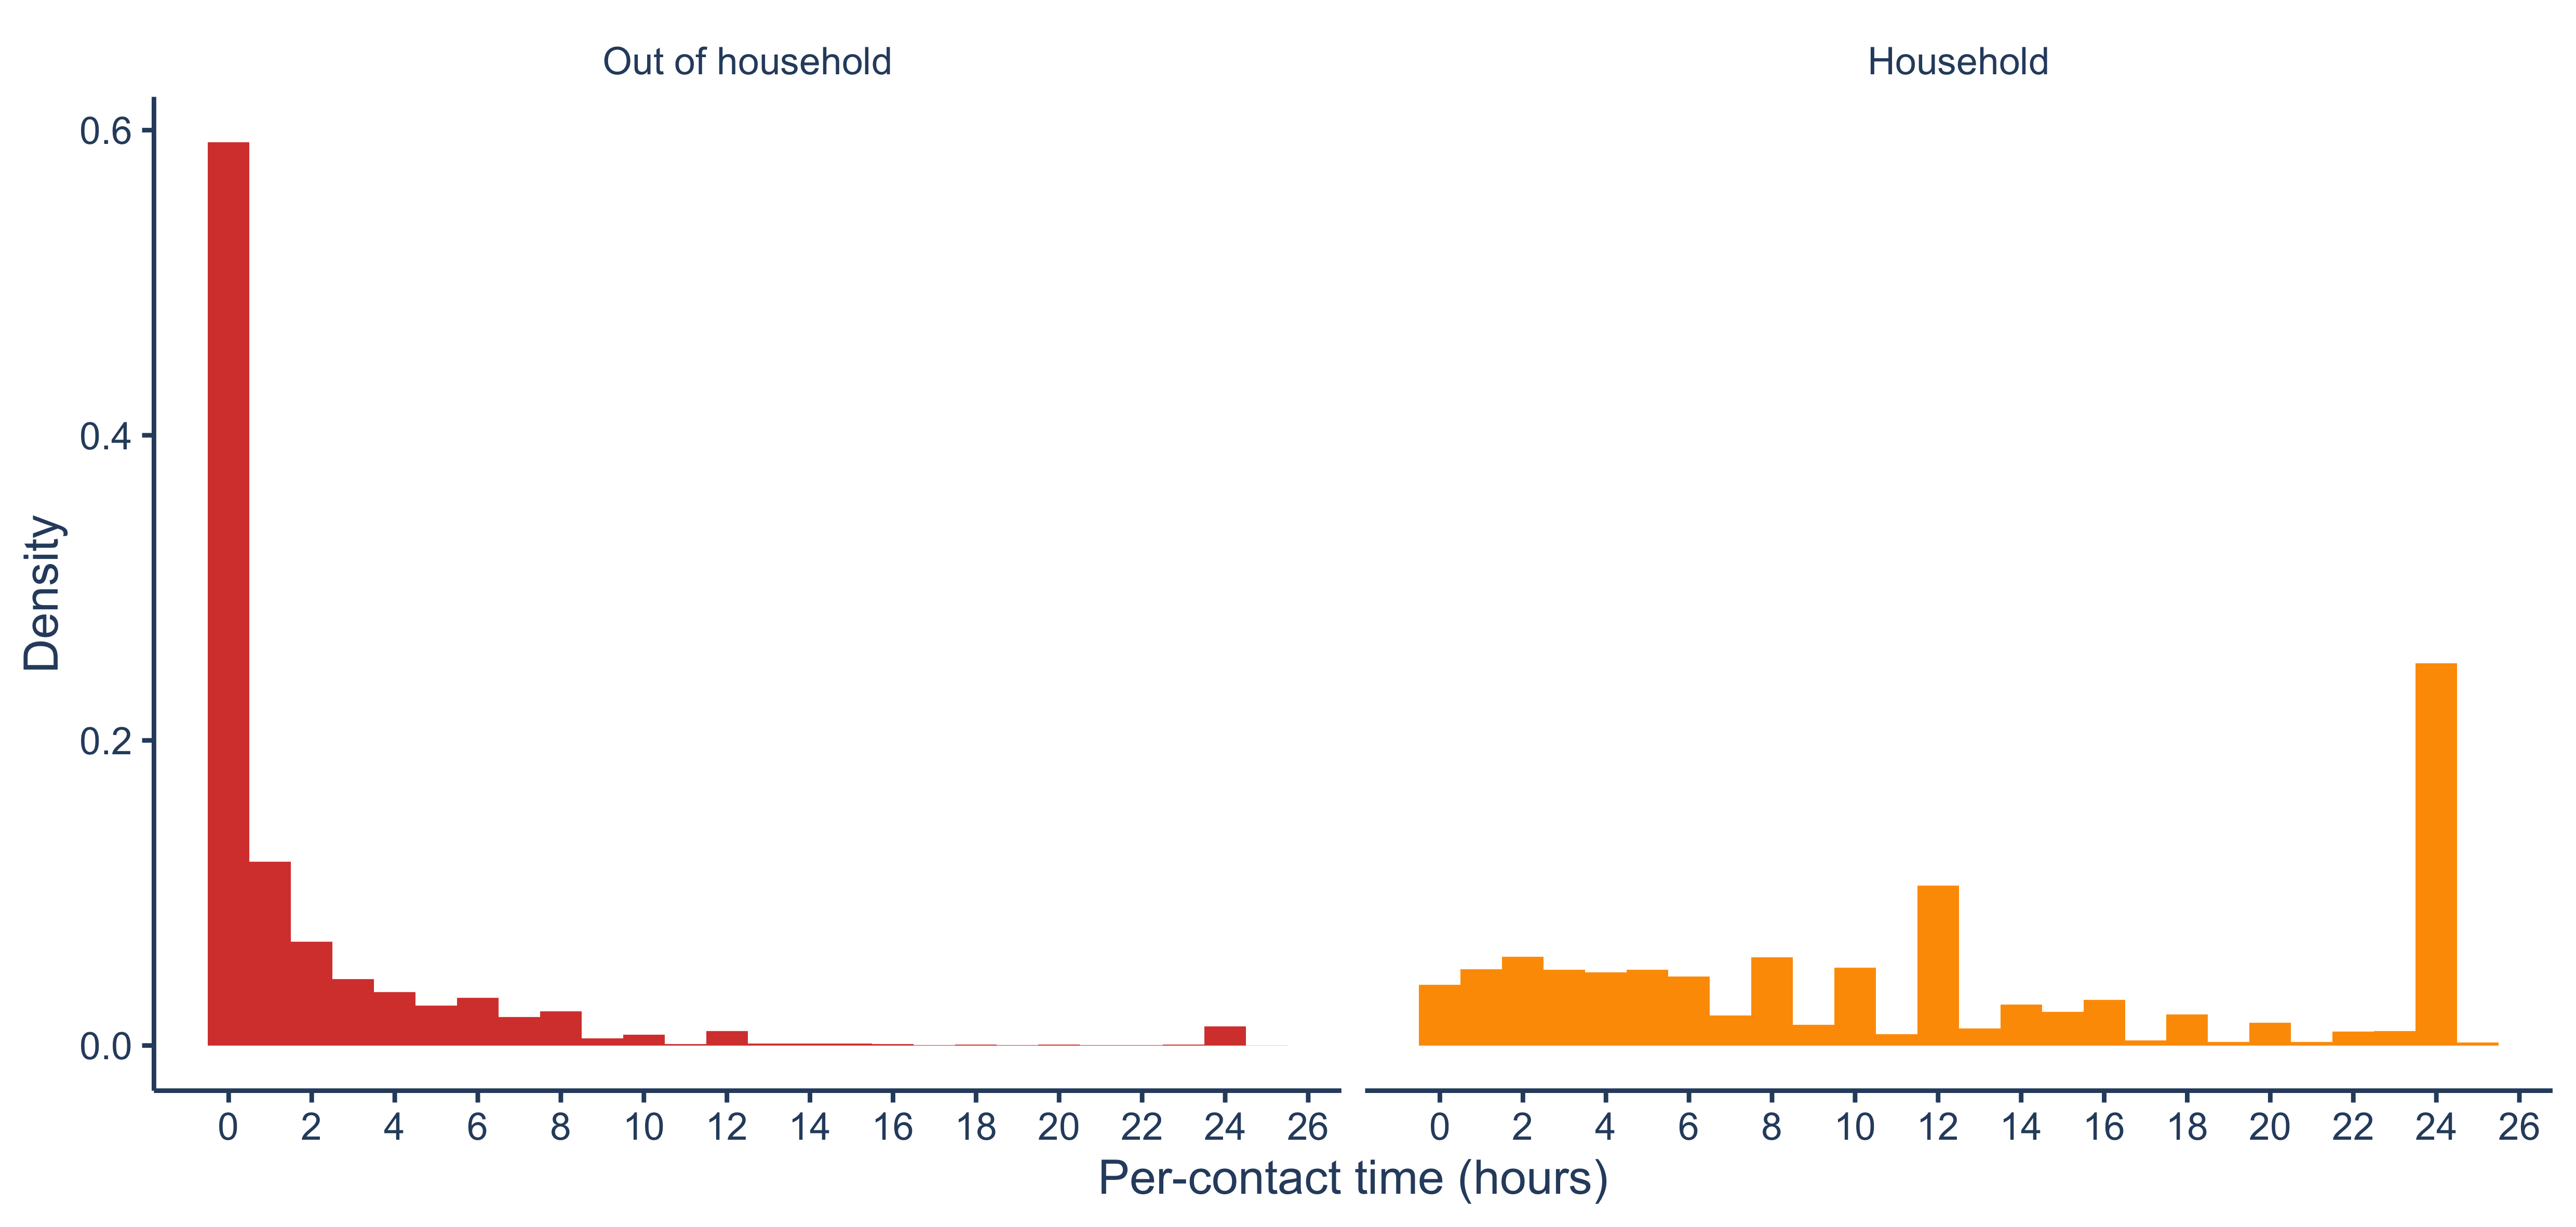 Out of household
Household
0.6
0.4
0.2
0.0
Density
0 2 4 6 8 10 12 14 16 18 20 22 24 26
0 2 4 6 8 10 12 14 16 18 20 22 24 26
Per-contact time (hours)